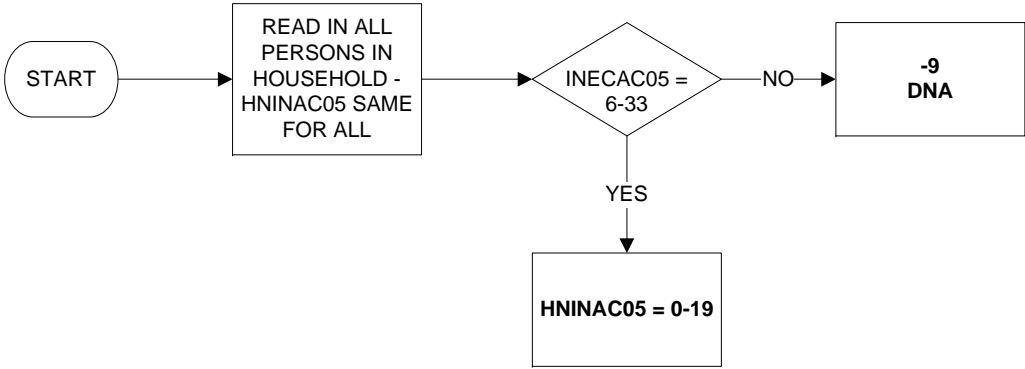 START
READ IN ALL
PERSONS IN
HOUSEHOLD -
HNINAC05 SAME
FOR ALL
INECAC05 =
6-33
NO
-9
DNA
YES
HNINAC05 = 0-19